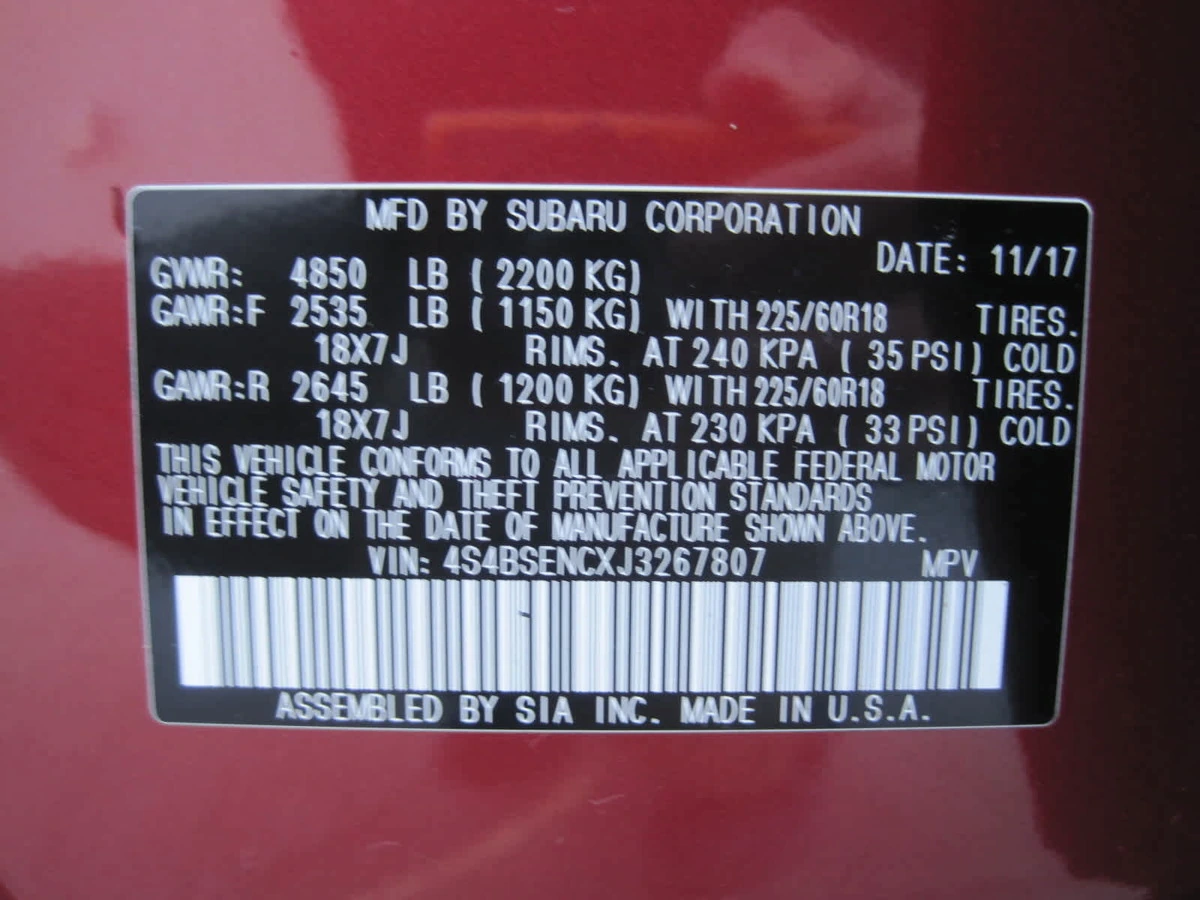 MFD BY SUBARU CORPORATION
DATE: 11/17
GVWR: 4850 LB (2200 KG)
GAWR:F 2535 LB (1150 KG) WITH 225/60R18 TIRES.
18X7J RIMS. AT 240 KPA (35 PSI) COLD
GAWR:R 2645 LB (1200 KG) WITH 225/60R18 TIRES.
18X7J RIMS. AT 230 KPA (33 PSI) COLD
THIS VEHICLE CONFORMS TO ALL APPLICABLE FEDERAL MOTOR
VEHICLE SAFETY AND THEFT PREVENTION STANDARDS
IN EFFECT ON THE DATE OF MANUFACTURE SHOWN ABOVE.
VIN: 4S4BSENCXJ3267807 MPV
ASSEMBLED BY SIA INC. MADE IN U.S.A.